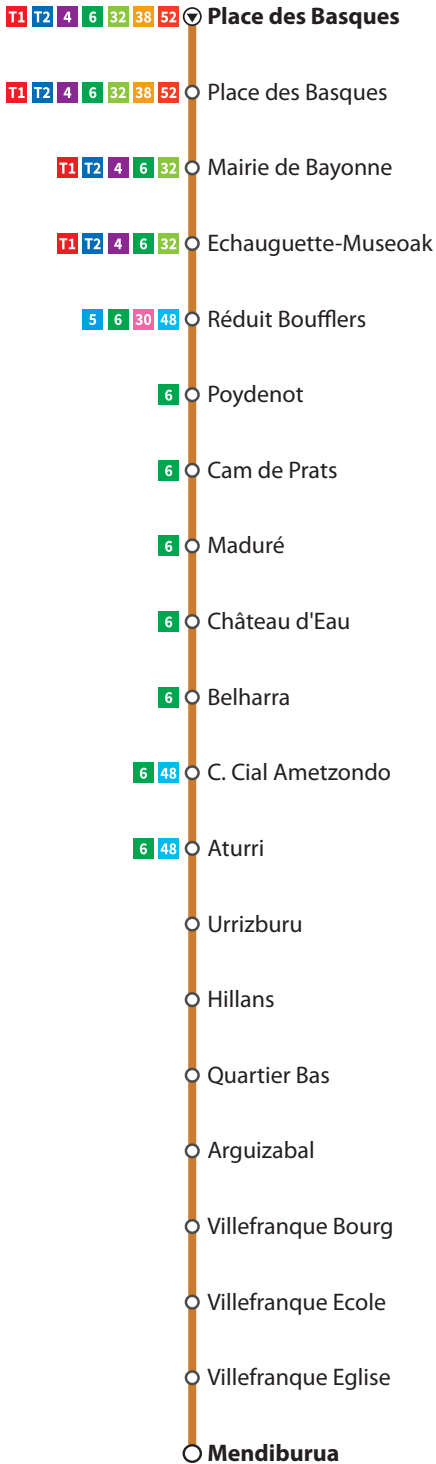 T1 T2 4 6 32 38 52 Place des Basques
T1 T2 4 6 32 38 52 Place des Basques
T1 T2 4 6 32 Mairie de Bayonne
T1 T2 4 6 32 Echauguette-Museoak
5 6 30 48 Réduit Boufflers
6 Poydenot
6 Cam de Prats
6 Maduré
6 Château d'Eau
6 Belharra
6 48 C. Cial Ametzondo
6 48 Aturri
Urrizburu
Hillans
Quartier Bas
Arguizabal
Villefranque Bourg
Villefranque Ecole
Villefranque Eglise
Mendiburua